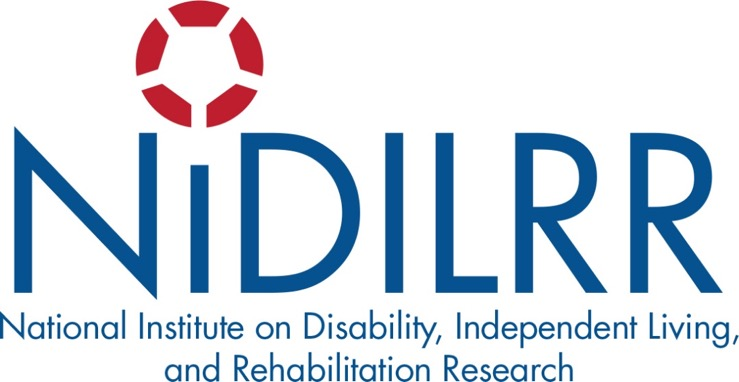 NiDILRR
National Institute on Disability, Independent Living,
and Rehabilitation Research